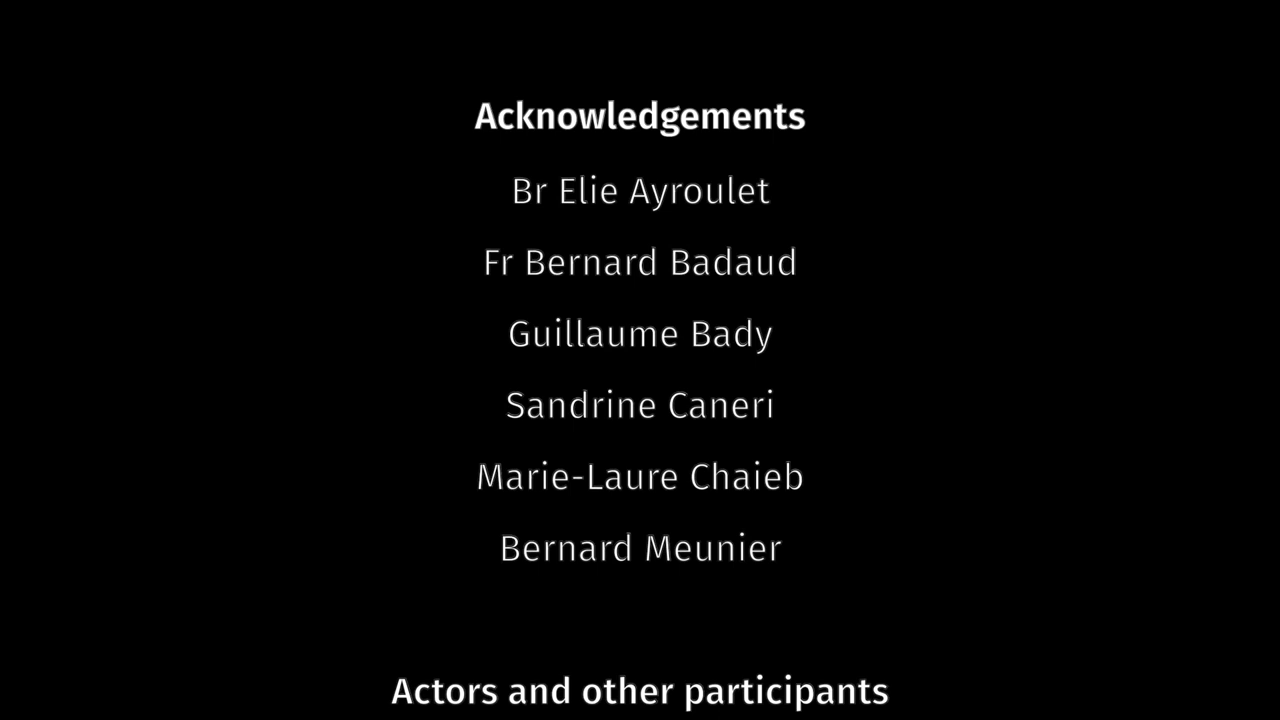 Acknowledgements
Br Elie Ayroulet
Fr Bernard Badaud
Guillaume Bady
Sandrine Caneri
Marie-Laure Chaieb
Bernard Meunier
Actors and other participants